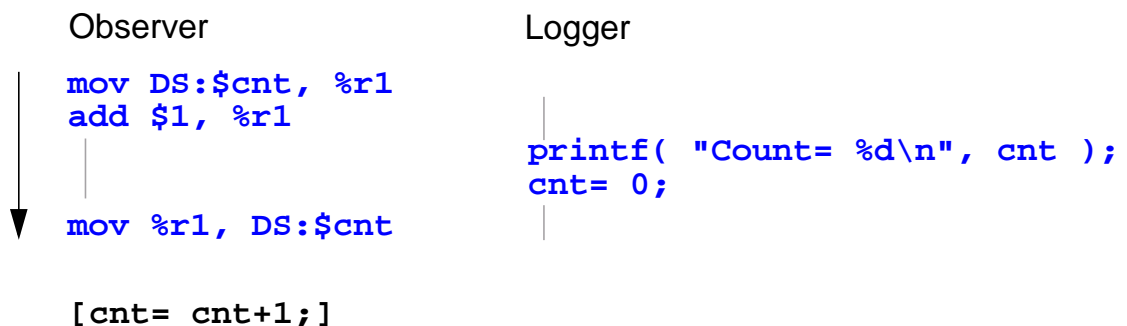 Observer
Logger
mov DS:$cnt, %r1
add $1, %r1
printf( "Count= %d\n", cnt );
cnt= 0;
mov %r1, DS:$cnt
[cnt= cnt+1;]